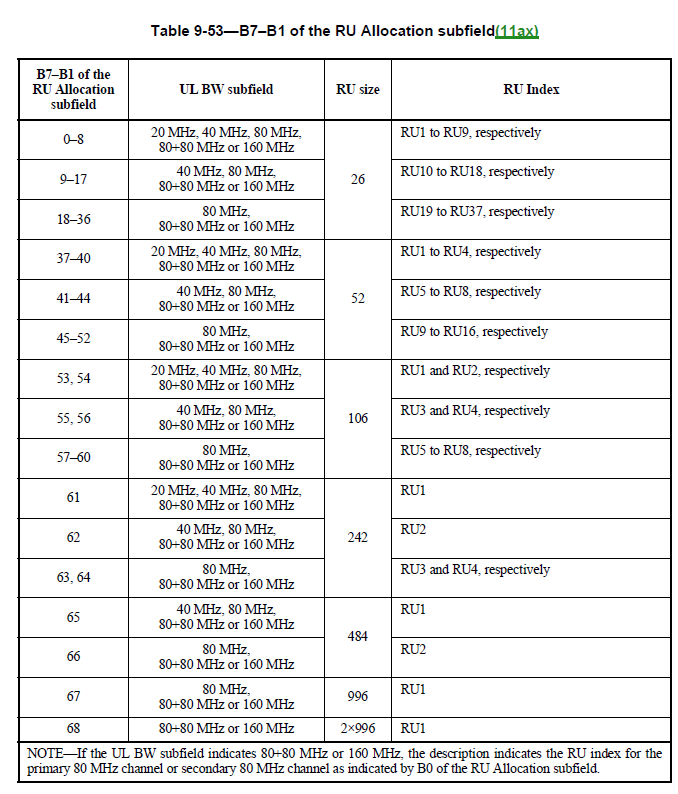 Table 9-53—B7–B1 of the RU Allocation subfield(11ax)
B7–B1 of the
RU Allocation
subfield
UL BW subfield
RU size
RU Index
0–8
20 MHz, 40 MHz, 80 MHz,
80+80 MHz or 160 MHz
26
RU1 to RU9, respectively
9–17
40 MHz, 80 MHz,
80+80 MHz or 160 MHz
RU10 to RU18, respectively
18–36
80 MHz,
80+80 MHz or 160 MHz
RU19 to RU37, respectively
37–40
20 MHz, 40 MHz, 80 MHz,
80+80 MHz or 160 MHz
52
RU1 to RU4, respectively
41–44
40 MHz, 80 MHz,
80+80 MHz or 160 MHz
RU5 to RU8, respectively
45–52
80 MHz,
80+80 MHz or 160 MHz
RU9 to RU16, respectively
53, 54
20 MHz, 40 MHz, 80 MHz,
80+80 MHz or 160 MHz
106
RU1 and RU2, respectively
55, 56
40 MHz, 80 MHz,
80+80 MHz or 160 MHz
RU3 and RU4, respectively
57–60
80 MHz,
80+80 MHz or 160 MHz
RU5 to RU8, respectively
61
20 MHz, 40 MHz, 80 MHz,
80+80 MHz or 160 MHz
242
RU1
62
40 MHz, 80 MHz,
80+80 MHz or 160 MHz
RU2
63, 64
80 MHz,
80+80 MHz or 160 MHz
RU3 and RU4, respectively
65
40 MHz, 80 MHz,
80+80 MHz or 160 MHz
484
RU1
66
80 MHz,
80+80 MHz or 160 MHz
RU2
67
80 MHz,
80+80 MHz or 160 MHz
996
RU1
68
80+80 MHz or 160 MHz
2×996
RU1
NOTE—If the UL BW subfield indicates 80+80 MHz or 160 MHz, the description indicates the RU index for the
primary 80 MHz channel or secondary 80 MHz channel as indicated by B0 of the RU Allocation subfield.